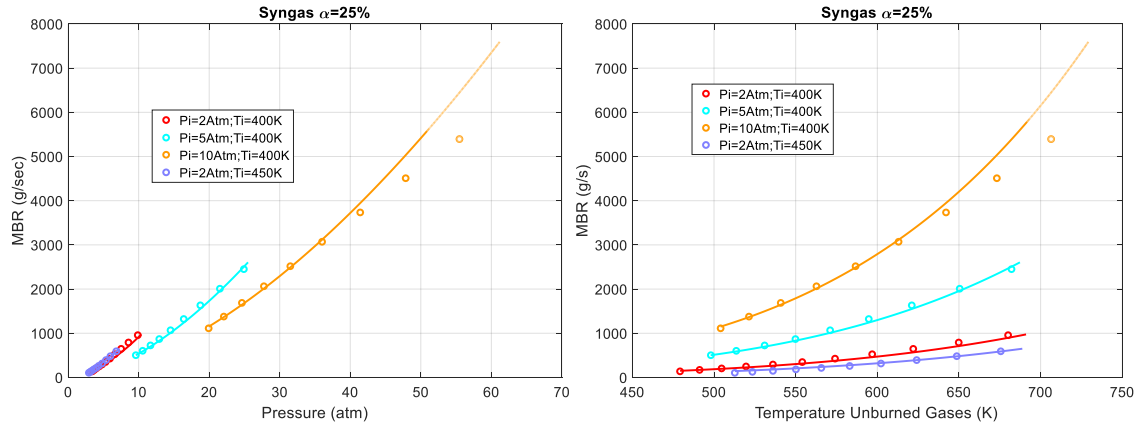 Syngas α=25%
8000
7000
6000
5000
4000
3000
2000
1000
0
MBR (g/sec)
Pi=2Atm;Ti=400K
Pi=5Atm;Ti=400K
Pi=10Atm;Ti=400K
Pi=2Atm;Ti=450K
0 10 20 30 40 50 60 70
Pressure (atm)
Syngas α=25%
8000
7000
6000
5000
4000
3000
2000
1000
0
MBR (g/s)
Pi=2Atm;Ti=400K
Pi=5Atm;Ti=400K
Pi=10Atm;Ti=400K
Pi=2Atm;Ti=450K
450 500 550 600 650 700 750
Temperature Unburned Gases (K)